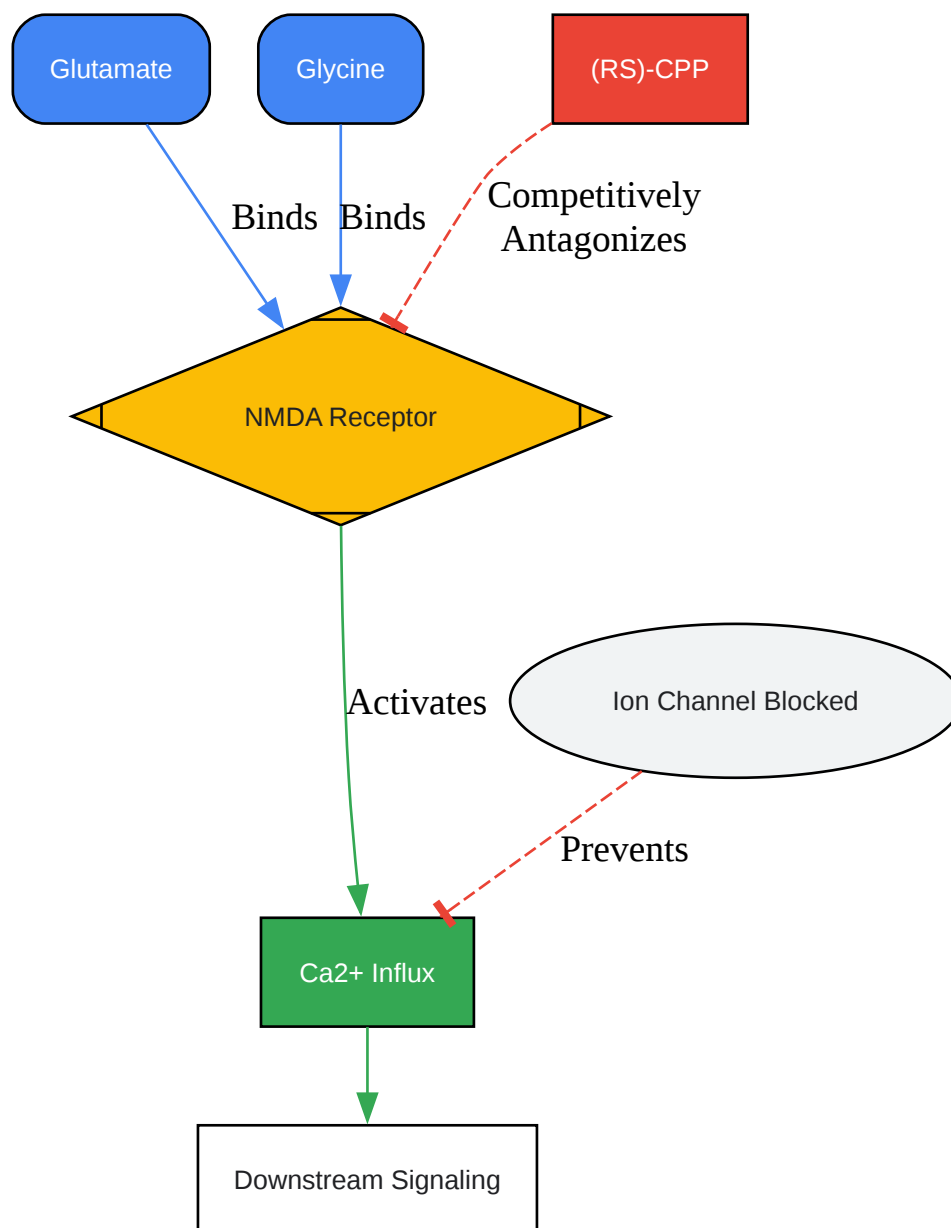 Glutamate
Glycine
(RS)-CPP
Binds
Binds
Competitively
Antagonizes
NMDA Receptor
Activates
Ion Channel Blocked
Prevents
Ca2+ Influx
Downstream Signaling